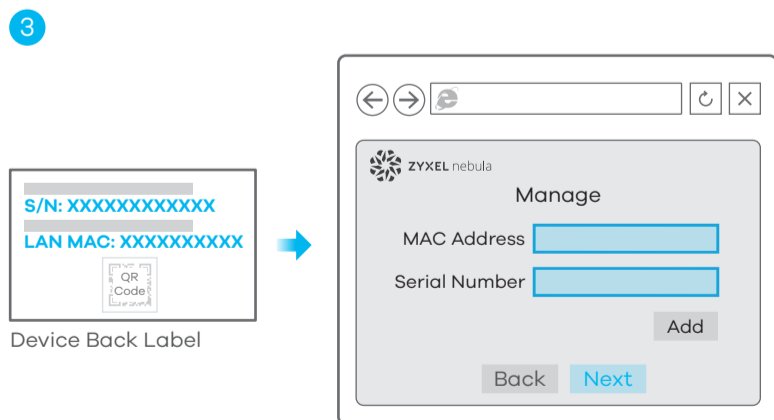 3
S/N: XXXXXXXXXXXX
LAN MAC: XXXXXXXXXX
QR
Code
Device Back Label
ZYXEL nebula
Manage
MAC Address
Serial Number
Add
Back Next